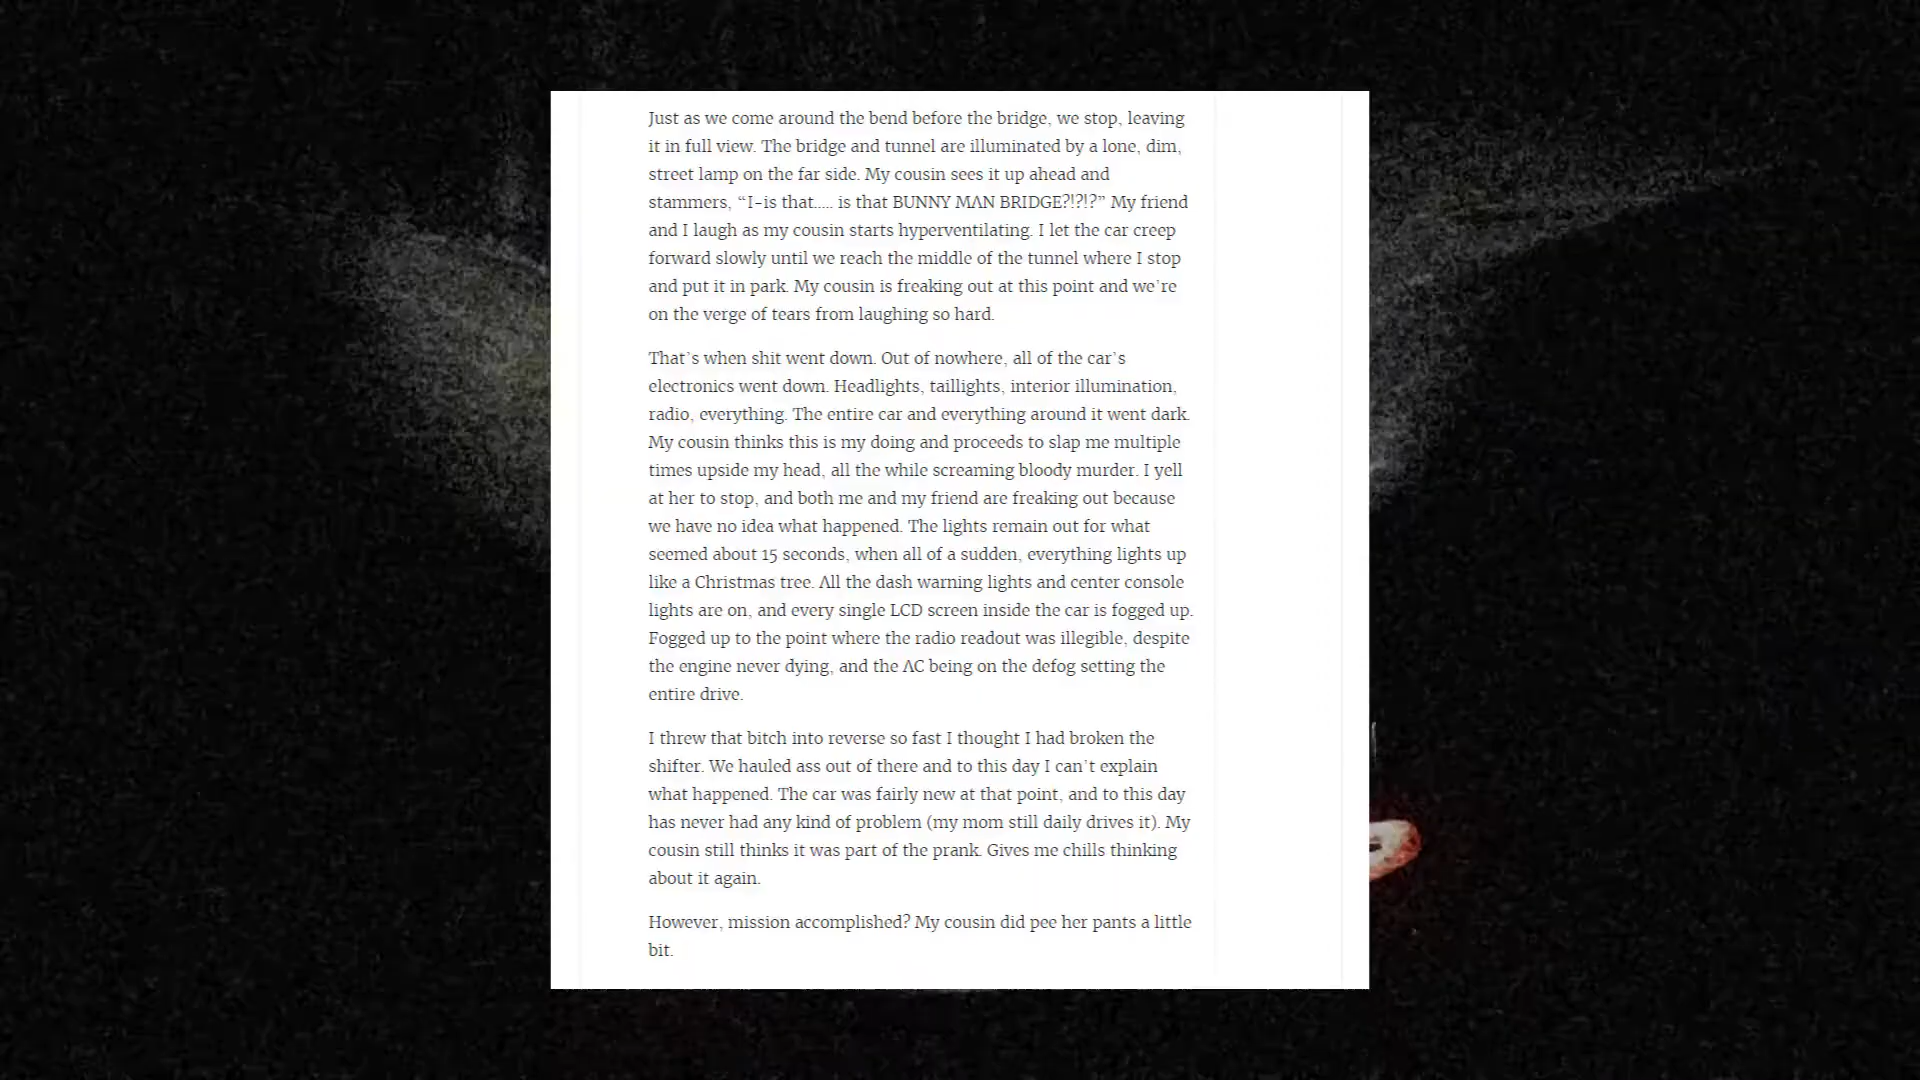 Just as we come around the bend before the bridge, we stop, leaving
it in full view. The bridge and tunnel are illuminated by a lone, dim,
street lamp on the far side. My cousin sees it up ahead and
stammers, “I-is that..... is that BUNNY MAN BRIDGE?!?!?” My friend
and I laugh as my cousin starts hyperventilating. I let the car creep
forward slowly until we reach the middle of the tunnel where I stop
and put it in park. My cousin is freaking out at this point and we’re
on the verge of tears from laughing so hard.
That’s when shit went down. Out of nowhere, all of the car’s
electronics went down. Headlights, taillights, interior illumination,
radio, everything. The entire car and everything around it went dark.
My cousin thinks this is my doing and proceeds to slap me multiple
times upside my head, all the while screaming bloody murder. I yell
at her to stop, and both me and my friend are freaking out because
we have no idea what happened. The lights remain out for what
seemed about 15 seconds, when all of a sudden, everything lights up
like a Christmas tree. All the dash warning lights and center console
lights are on, and every single LCD screen inside the car is fogged up.
Fogged up to the point where the radio readout was illegible, despite
the engine never dying, and the AC being on the defog setting the
entire drive.
I threw that bitch into reverse so fast I thought I had broken the
shifter. We hauled ass out of there and to this day I can’t explain
what happened. The car was fairly new at that point, and to this day
has never had any kind of problem (my mom still daily drives it). My
cousin still thinks it was part of the prank. Gives me chills thinking
about it again.
However, mission accomplished? My cousin did pee her pants a little
bit.